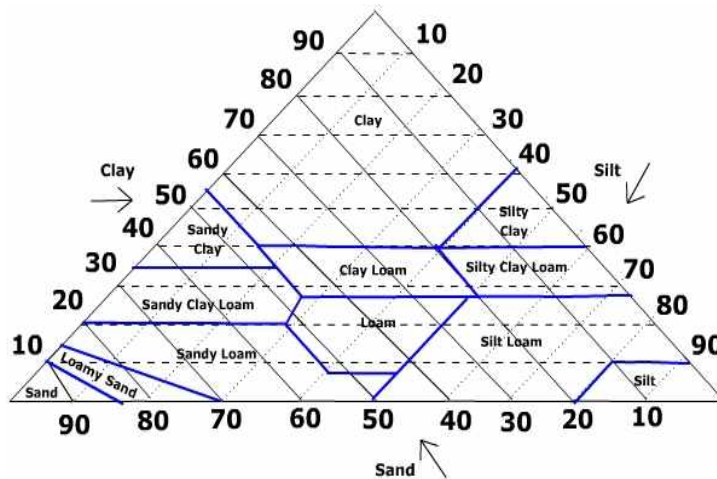 90
10
80
20
70
Clay
30
60
40
Clay
Silt
50
50
Silty
Clay
40
Sandy
Clay
60
30
Clay Loam
Silty Clay Loam
70
20
Sandy Clay Loam
Loam
80
10
Sandy Loam
Silt Loam
90
Loamy Sand
Sand
Silt
90
80
70
60
50
40
30
20
10
Sand